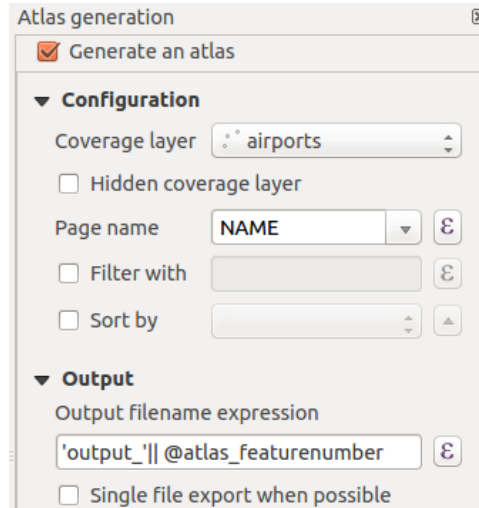 Atlas generation
Generate an atlas
Configuration
Coverage layer airports
Hidden coverage layer
Page name NAME ε
Filter with ε
Sort by
Output
Output filename expression
'output_'|| @atlas_featurenumber ε
Single file export when possible